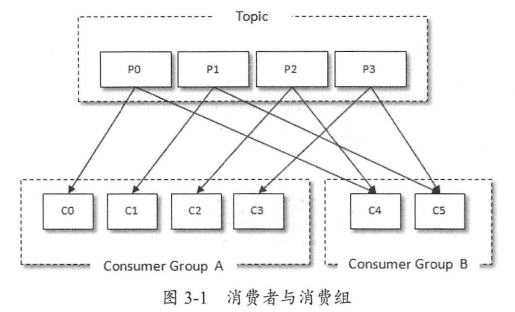 Topic
P0 P1 P2 P3
C0 C1 C2 C3 C4 C5
Consumer Group A Consumer Group B
图 3-1 消费者与消费组